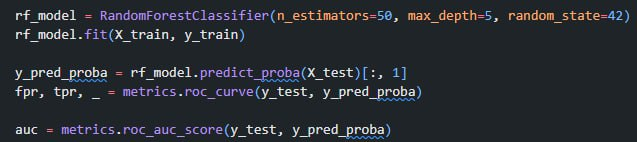 rf_model = RandomForestClassifier(n_estimators=50, max_depth=5, random_state=42)
rf_model.fit(X_train, y_train)
y_pred_proba = rf_model.predict_proba(X_test)[:, 1]
fpr, tpr, _ = metrics.roc_curve(y_test, y_pred_proba)
auc = metrics.roc_auc_score(y_test, y_pred_proba)